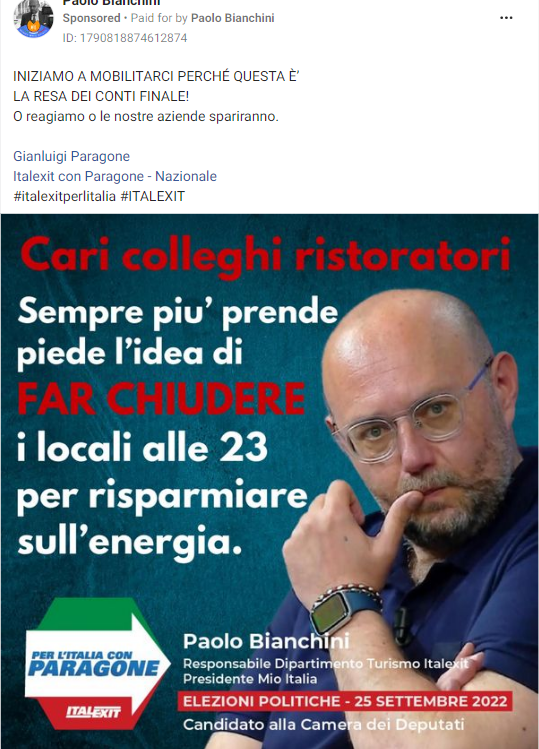 Paolo Bianchini
Sponsored • Paid for by Paolo Bianchini
ID: 1790818874612874
INIZIAMO A MOBILITARCI PERCHÉ QUESTA È'
LA RESA DEI CONTI FINALE!
O reagiamo o le nostre aziende spariranno.
Gianluigi Paragone
Italexit con Paragone - Nazionale
#italexitperlitalia #ITALEXIT
Cari colleghi ristoratori
Sempre piu' prende
piede l'idea di
FAR CHIUDERE
i locali alle 23
per risparmiare
sull'energia.
PER L'ITALIA CON
PARAGONE
ITALEXIT
Paolo Bianchini
Responsabile Dipartimento Turismo Italexit
Presidente Mio Italia
ELEZIONI POLITICHE - 25 SETTEMBRE 2022
Candidato alla Camera dei Deputati